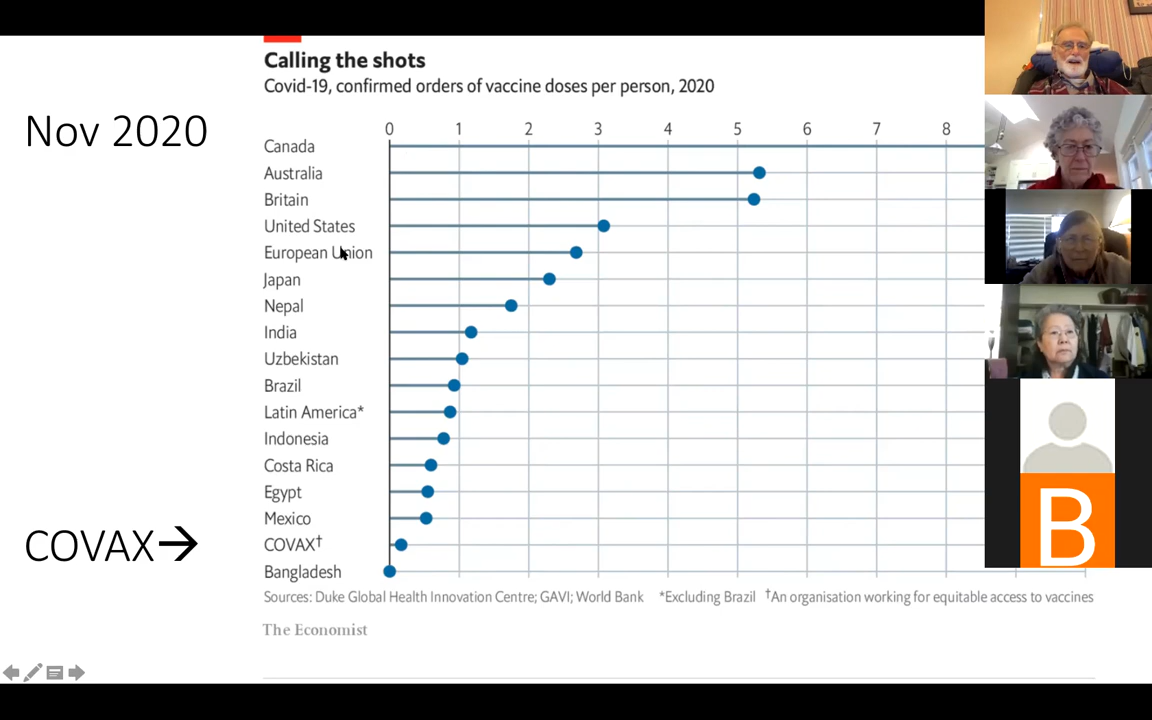 Calling the shots
Covid-19, confirmed orders of vaccine doses per person, 2020
Nov 2020
0 1 2 3 4 5 6 7 8
Canada
Australia
Britain
United States
European Union
Japan
Nepal
India
Uzbekistan
Brazil
Latin America*
Indonesia
Costa Rica
Egypt
Mexico
COVAX→
COVAX†
Bangladesh
B
Sources: Duke Global Health Innovation Centre; GAVI; World Bank *Excluding Brazil †An organisation working for equitable access to vaccines
The Economist